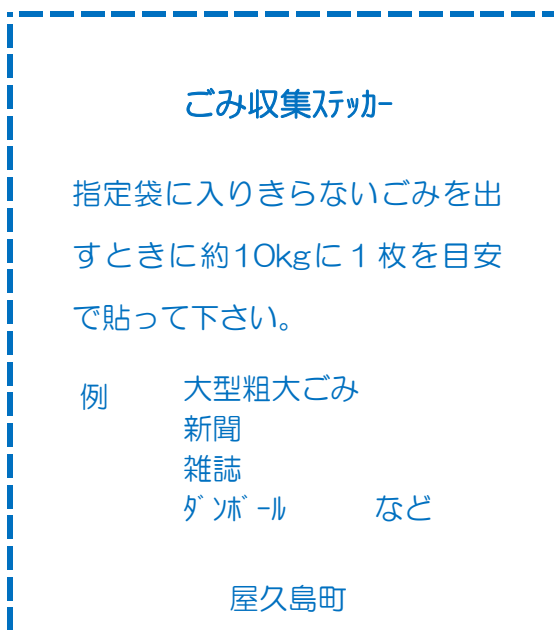 ごみ収集ｽﾃｯｶｰ
指定袋に入りきらないごみを出
すときに約10kgに１枚を目安
で貼って下さい。
例 大型粗大ごみ
新聞
雑誌
ﾀﾞﾝﾎﾞｰﾙ など
屋久島町